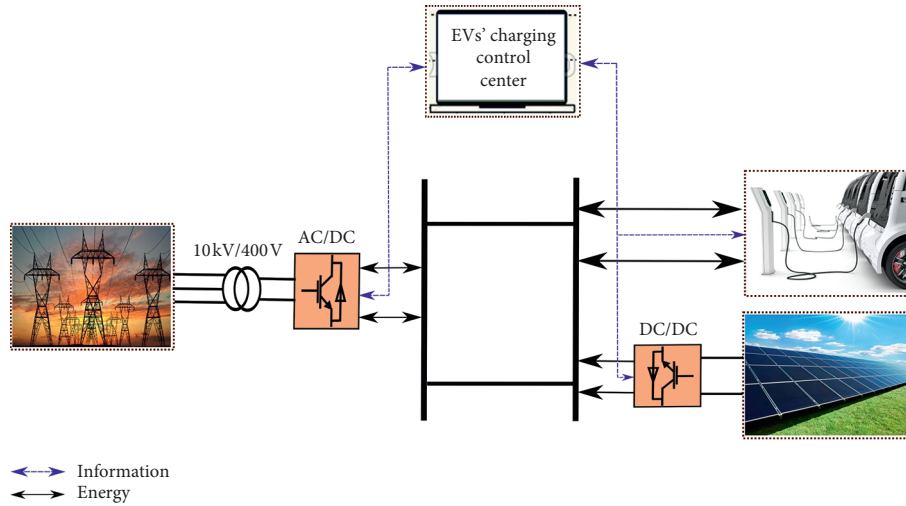 EVs' charging
control
center
10 kV/400 V
AC/DC
DC/DC
Information
Energy